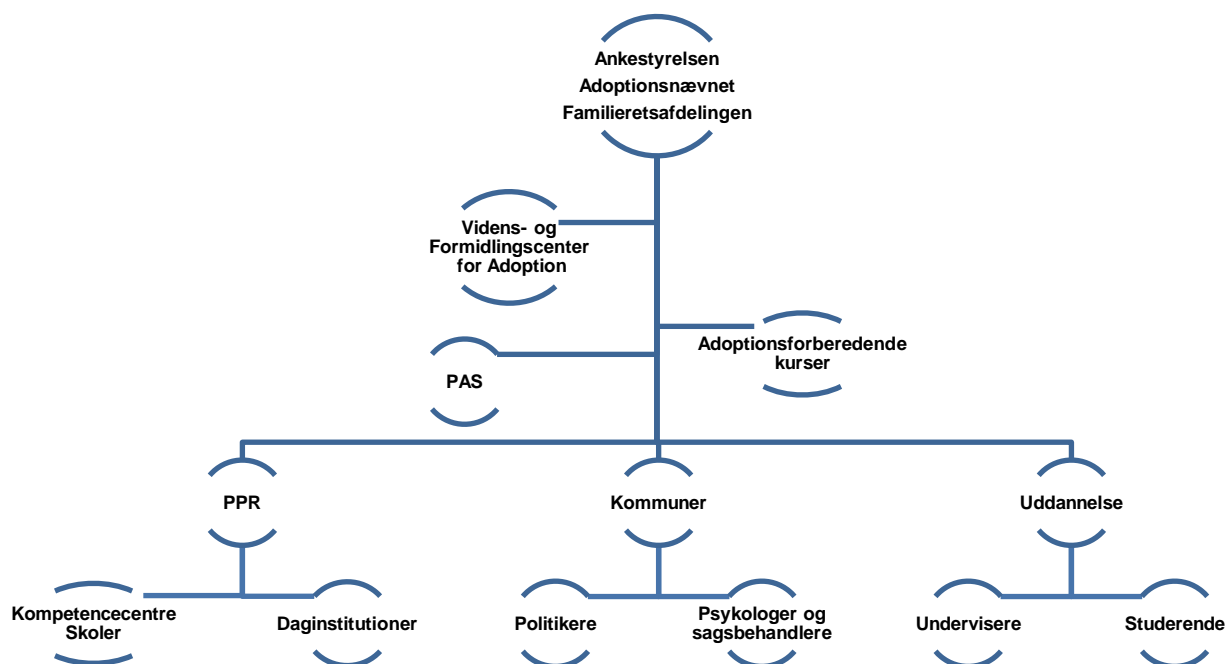 Ankestyrelsen
Adoptionsnævnet
Familieretsafdelingen
Videns- og
Formidlingscenter
for Adoption
Adoptionsforberedende
kurser
PAS
PPR
Kommuner
Uddannelse
Kompetencecentre
Skoler
Daginstitutioner
Politikere
Psykologer og
sagsbehandlere
Undervisere
Studerende